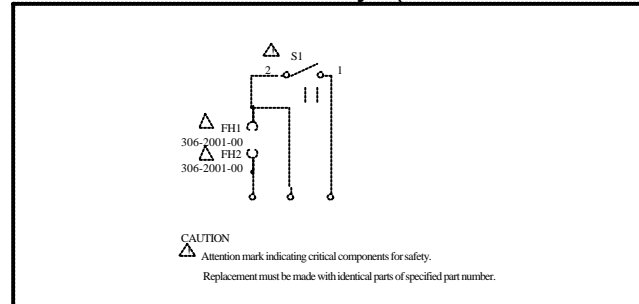 S1
2 1
FH1
306-2001-00
FH2
306-2001-00
CAUTION
Attention mark indicating critical components for safety.
Replacement must be made with identical parts of specified part number.